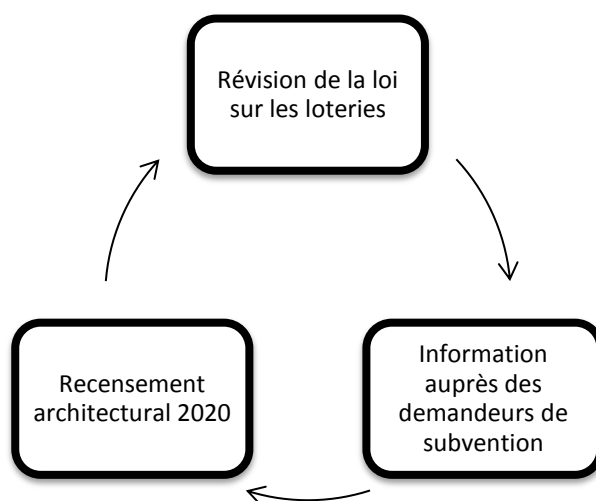 Révision de la loi
sur les loteries
Information
auprès des
demandeurs de
subvention
Recensement
architectural 2020